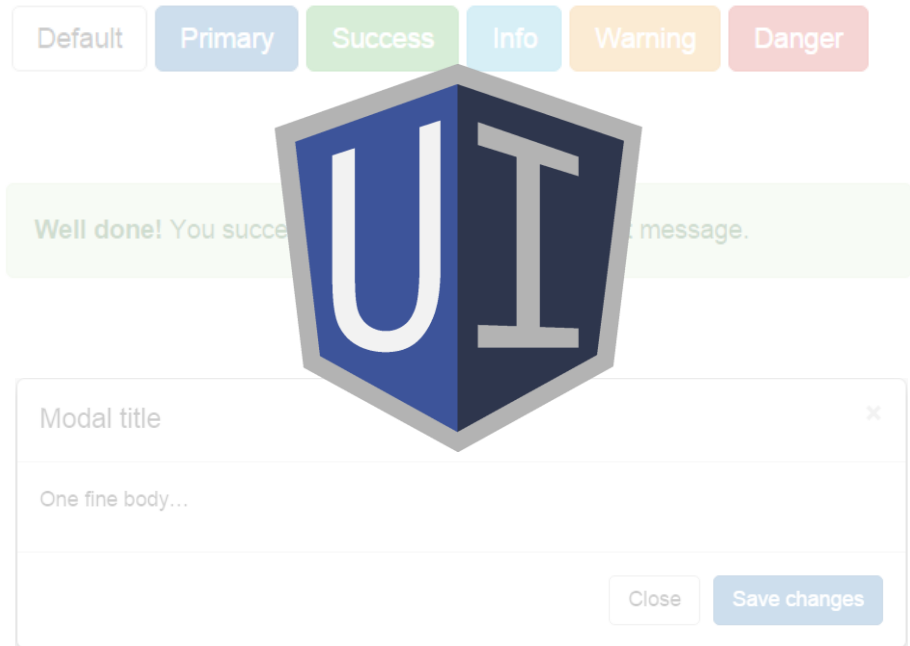 Default Primary Success Info Warning Danger
UI
Well done! You succe message.
Modal title ×
One fine body...
Close Save changes